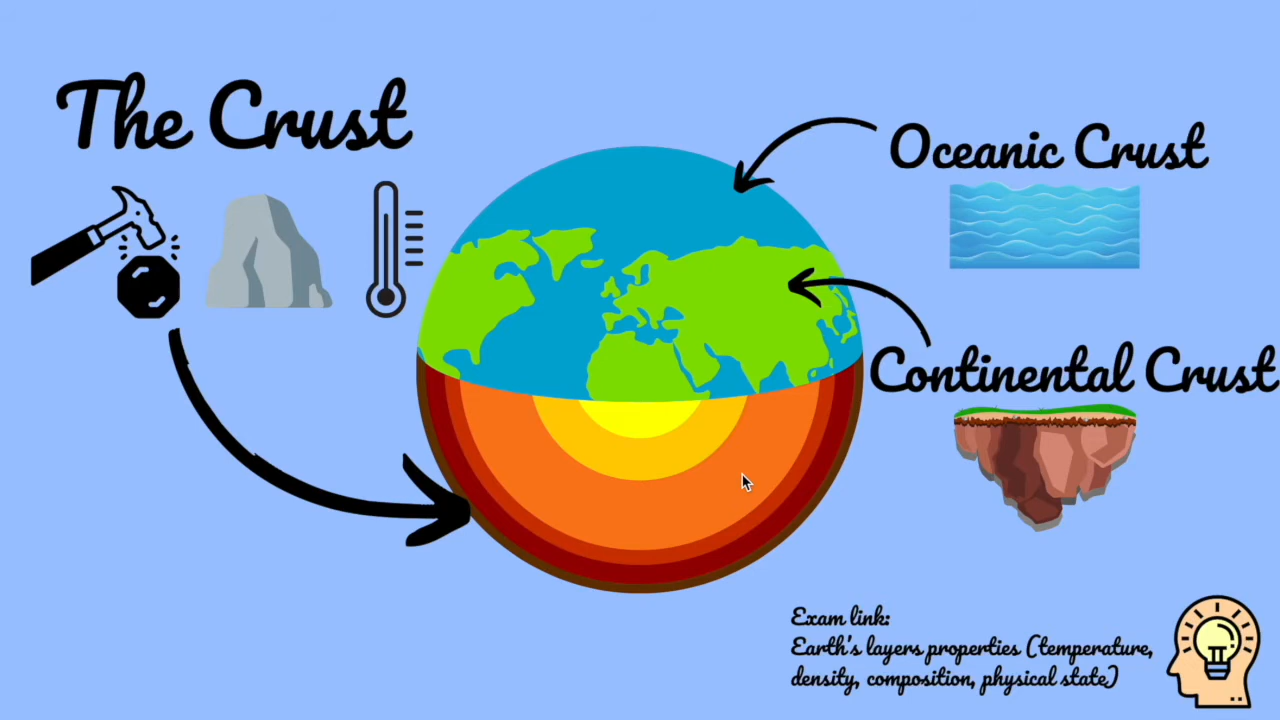 The Crust
Oceanic Crust
Continental Crust
Exam link:
Earth's layers properties (temperature,
density, composition, physical state)